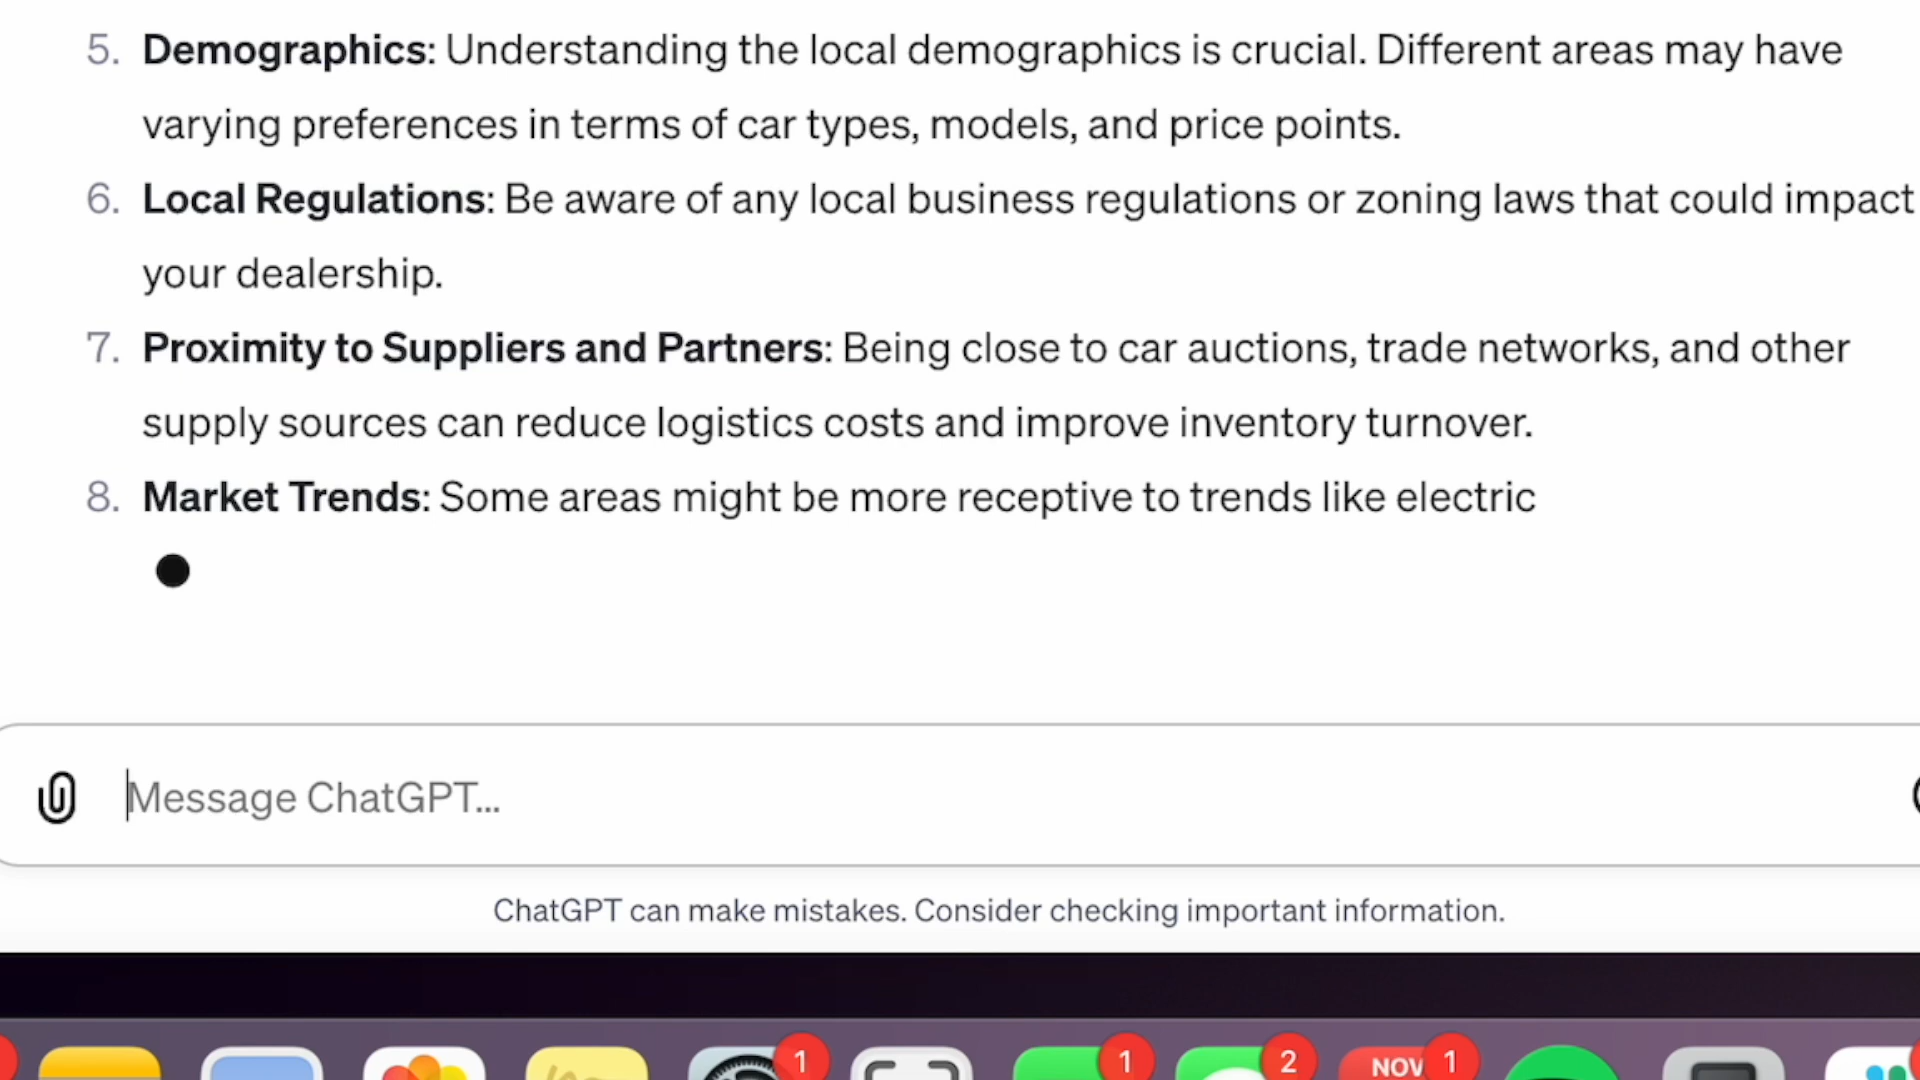 5. Demographics: Understanding the local demographics is crucial. Different areas may have
varying preferences in terms of car types, models, and price points.
6. Local Regulations: Be aware of any local business regulations or zoning laws that could impact
your dealership.
7. Proximity to Suppliers and Partners: Being close to car auctions, trade networks, and other
supply sources can reduce logistics costs and improve inventory turnover.
8. Market Trends: Some areas might be more receptive to trends like electric
Message ChatGPT...
ChatGPT can make mistakes. Consider checking important information.
1 1 2 NOV 1